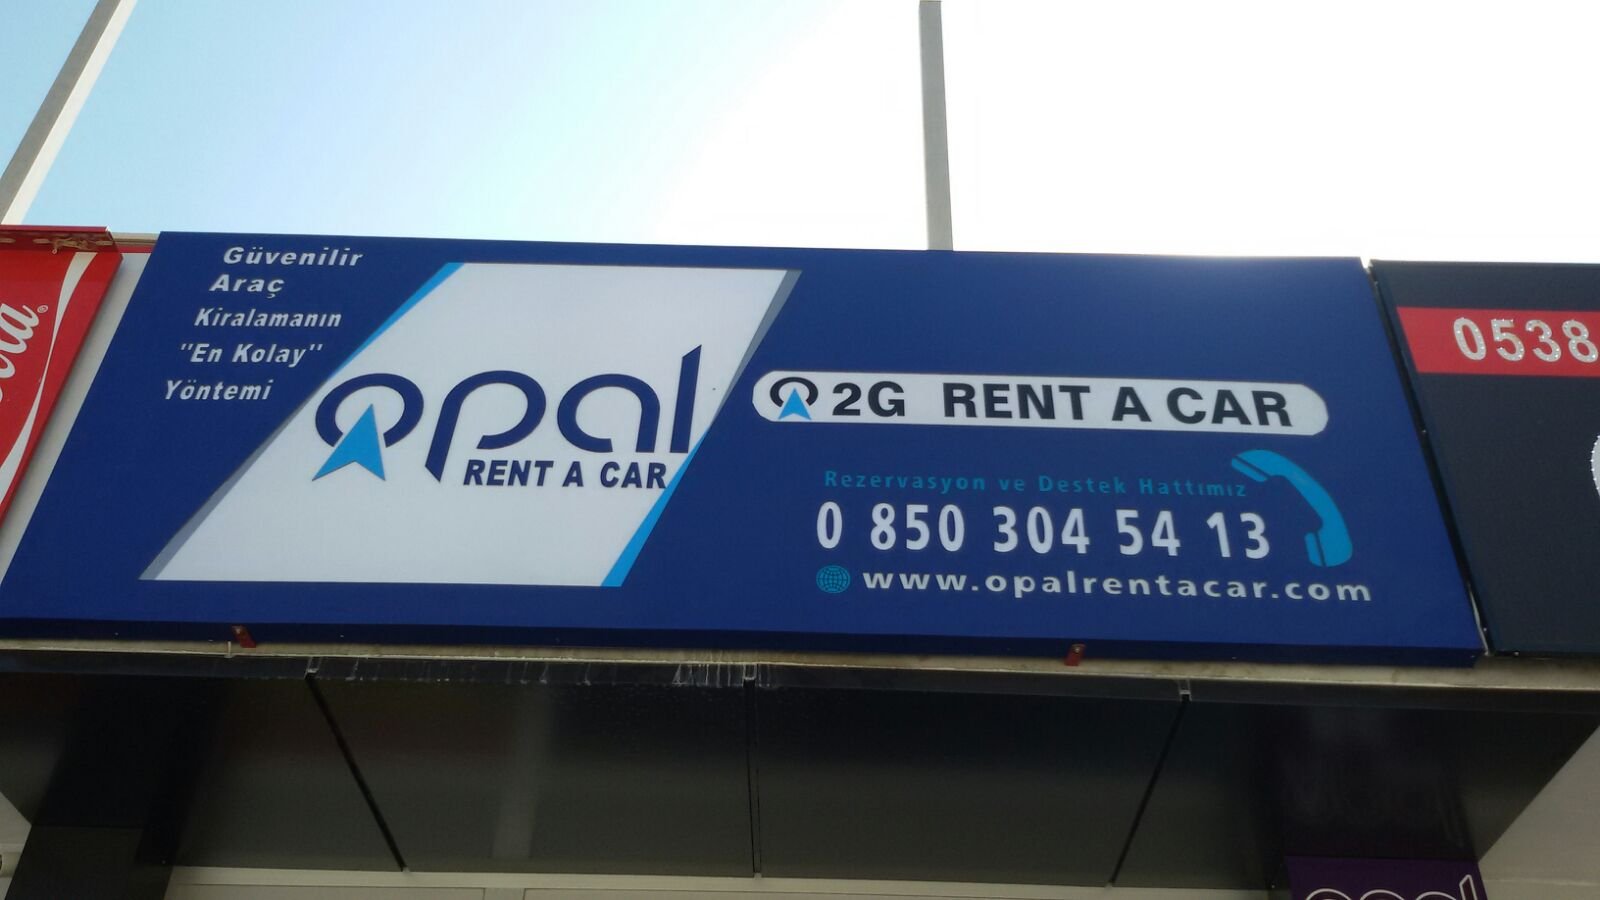 Güvenilir
Araç
Kiralamanın
"En Kolay"
Yöntemi
opal
RENT A CAR
2G RENT A CAR
Rezervasyon ve Destek Hattımız
0 850 304 54 13
www.opalrentacar.com
0538
opal